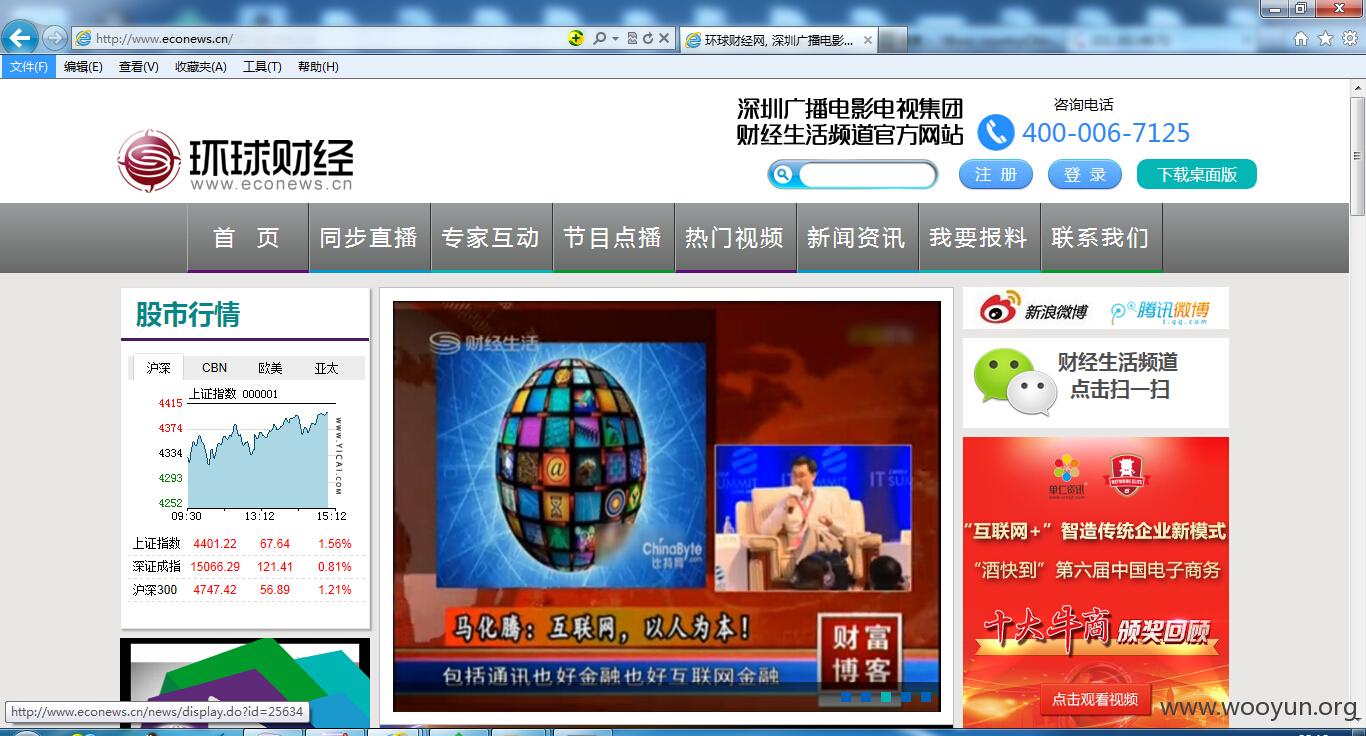 http://www.econews.cn/
环球财经网, 深圳广播电影...
文件(F) 编辑(E) 查看(V) 收藏夹(A) 工具(T) 帮助(H)
环球财经
www.econews.cn
深圳广播电影电视集团
财经生活频道官方网站
咨询电话
400-006-7125
注 册 登 录 下载桌面版
首 页 同步直播 专家互动 节目点播 热门视频 新闻资讯 我要报料 联系我们
股市行情
沪深 CBN 欧美 亚太
上证指数 000001
4415
4374
4334
4293
4252
09:30 13:12 15:12
WWW.YICAI.COM
上证指数 4401.22 67.64 1.56%
深证成指 15066.29 121.41 0.81%
沪深300 4747.42 56.89 1.21%
财经生活
ChinaByte
比特网.com
IT SUMMIT
马化腾：互联网，以人为本！
财富
博客
包括通讯也好金融也好互联网金融
新浪微博 腾讯微博
t.qq.com
财经生活频道
点击扫一扫
单仁资讯
NETWORK ELITE
“互联网+”智造传统企业新模式
“酒快到”第六届中国电子商务
十大牛商 颁奖回顾
点击观看视频
http://www.econews.cn/news/display.do?id=25634
www.wooyun.org